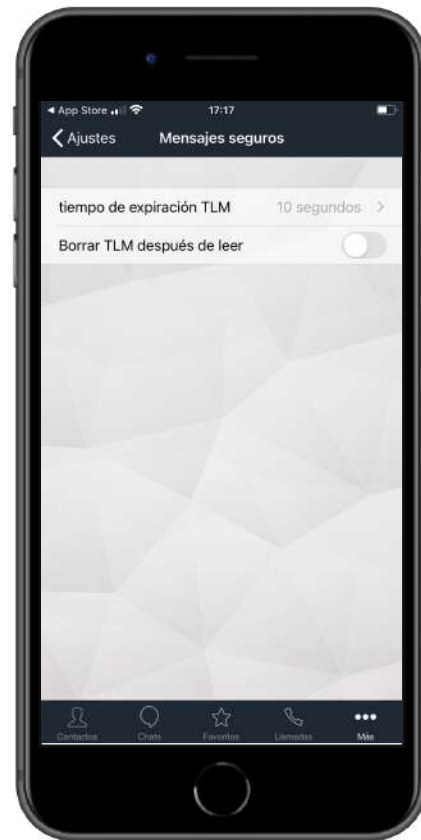 ◀ App Store
17:17
Ajustes
Mensajes seguros
tiempo de expiración TLM
10 segundos
Borrar TLM después de leer
Contactos
Chats
Favoritos
Llamadas
Más